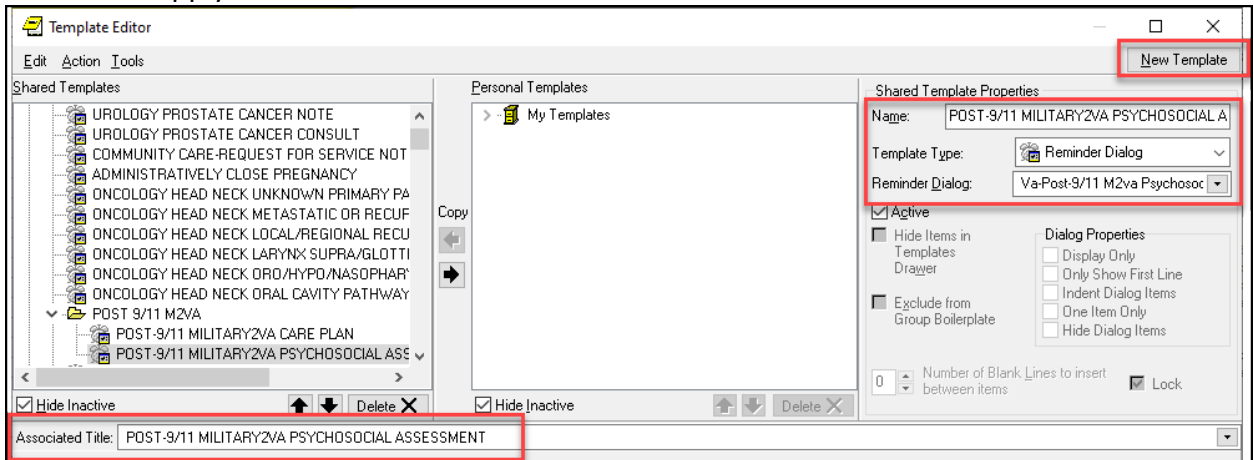 Template Editor
Edit Action Tools
New Template
Shared Templates
UROLOGY PROSTATE CANCER NOTE
UROLOGY PROSTATE CANCER CONSULT
COMMUNITY CARE-REQUEST FOR SERVICE NOT
ADMINISTRATIVELY CLOSE PREGNANCY
ONCOLOGY HEAD NECK UNKNOWN PRIMARY PA
ONCOLOGY HEAD NECK METASTATIC OR RECUF
ONCOLOGY HEAD NECK LOCAL/REGIONAL RECU
ONCOLOGY HEAD NECK LARYNX SUPRA/GLOTTI
ONCOLOGY HEAD NECK ORO/HYPO/NASOPHAR
ONCOLOGY HEAD NECK ORAL CAVITY PATHWAY
POST 9/11 M2VA
POST-9/11 MILITARY2VA CARE PLAN
POST-9/11 MILITARY2VA PSYCHOSOCIAL ASS
Hide Inactive
Delete
Copy
Personal Templates
My Templates
Hide Inactive
Delete
Shared Template Properties
Name: POST-9/11 MILITARY2VA PSYCHOSOCIAL A
Template Type: Reminder Dialog
Reminder Dialog: Va-Post-9/11 M2va Psychosoc
Active
Hide Items in
Templates
Drawer
Exclude from
Group Boilerplate
Dialog Properties
Display Only
Only Show First Line
Indent Dialog Items
One Item Only
Hide Dialog Items
0 Number of Blank Lines to insert
between items
Lock
Associated Title: POST-9/11 MILITARY2VA PSYCHOSOCIAL ASSESSMENT